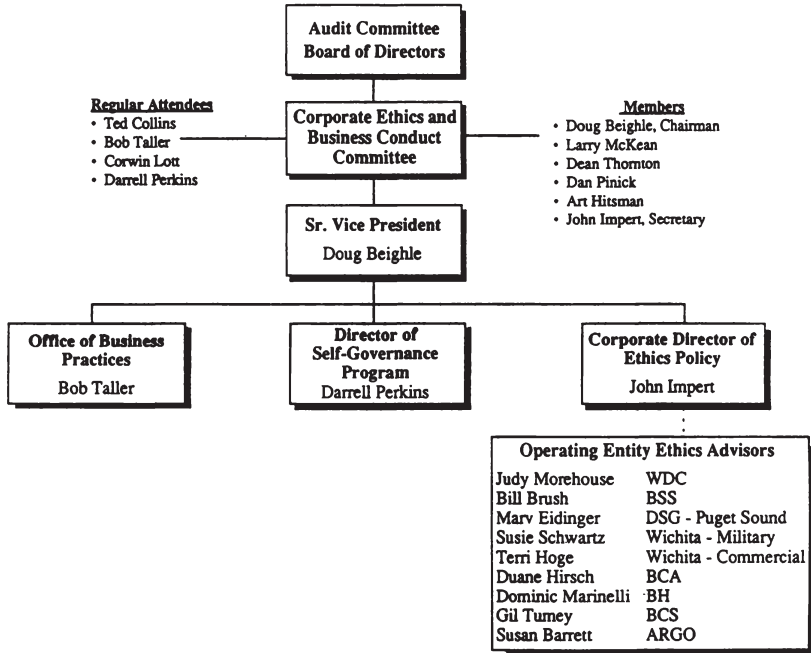 Audit Committee
Board of Directors
Regular Attendees
• Ted Collins
• Bob Taller
• Corwin Lott
• Darrell Perkins
Corporate Ethics and
Business Conduct
Committee
Members
• Doug Beighle, Chairman
• Larry McKean
• Dean Thornton
• Dan Pinick
• Art Hitsman
• John Impert, Secretary
Sr. Vice President
Doug Beighle
Office of Business
Practices
Bob Taller
Director of
Self-Governance
Program
Darrell Perkins
Corporate Director of
Ethics Policy
John Impert
Operating Entity Ethics Advisors
Judy Morehouse WDC
Bill Brush BSS
Marv Eidinger DSG - Puget Sound
Susie Schwartz Wichita - Military
Terri Hoge Wichita - Commercial
Duane Hirsch BCA
Dominic Marinelli BH
Gil Turney BCS
Susan Barrett ARGO